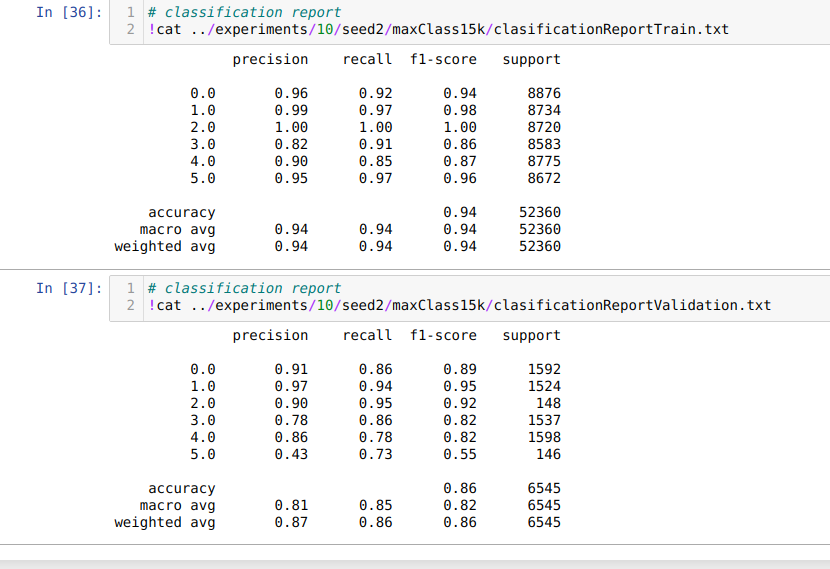 In [36]: 1 # classification report
2 !cat ../experiments/10/seed2/maxClass15k/clasificationReportTrain.txt
precision recall f1-score support
0.0 0.96 0.92 0.94 8876
1.0 0.99 0.97 0.98 8734
2.0 1.00 1.00 1.00 8720
3.0 0.82 0.91 0.86 8583
4.0 0.90 0.85 0.87 8775
5.0 0.95 0.97 0.96 8672
accuracy 0.94 52360
macro avg 0.94 0.94 0.94 52360
weighted avg 0.94 0.94 0.94 52360
In [37]: 1 # classification report
2 !cat ../experiments/10/seed2/maxClass15k/clasificationReportValidation.txt
precision recall f1-score support
0.0 0.91 0.86 0.89 1592
1.0 0.97 0.94 0.95 1524
2.0 0.90 0.95 0.92 148
3.0 0.78 0.86 0.82 1537
4.0 0.86 0.78 0.82 1598
5.0 0.43 0.73 0.55 146
accuracy 0.86 6545
macro avg 0.81 0.85 0.82 6545
weighted avg 0.87 0.86 0.86 6545